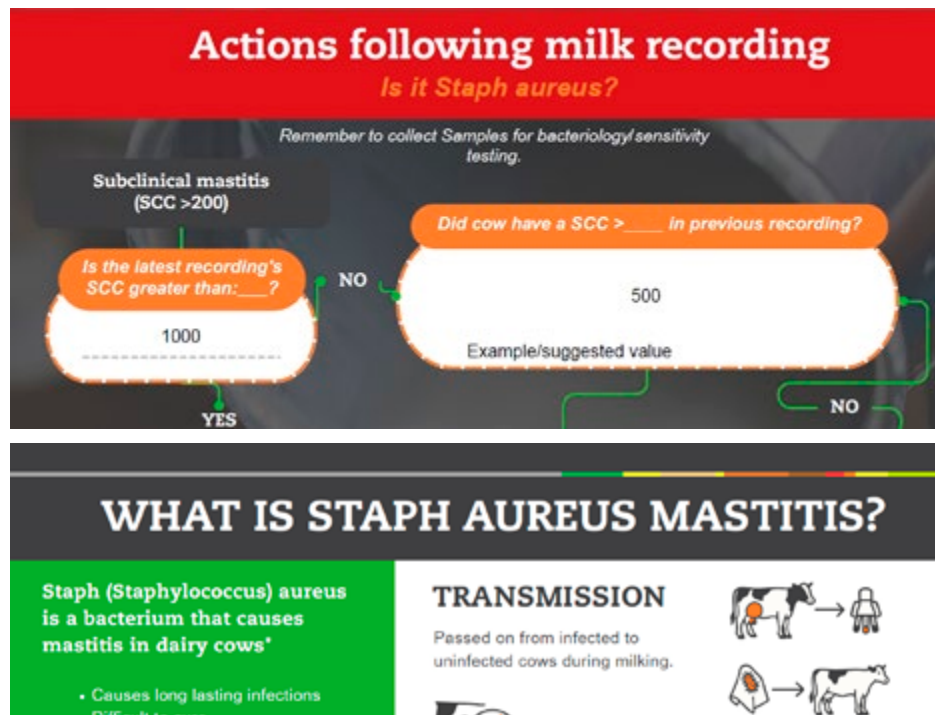 Actions following milk recording
Is it Staph aureus?
Remember to collect Samples for bacteriology/sensitivity
testing.
Subclinical mastitis
(SCC >200)
Is the latest recording's
SCC greater than:___?
1000
YES
NO
Did cow have a SCC >____ in previous recording?
500
Example/suggested value
NO
WHAT IS STAPH AUREUS MASTITIS?
Staph (Staphylococcus) aureus
is a bacterium that causes
mastitis in dairy cows*
• Causes long lasting infections
TRANSMISSION
Passed on from infected to
uninfected cows during milking.